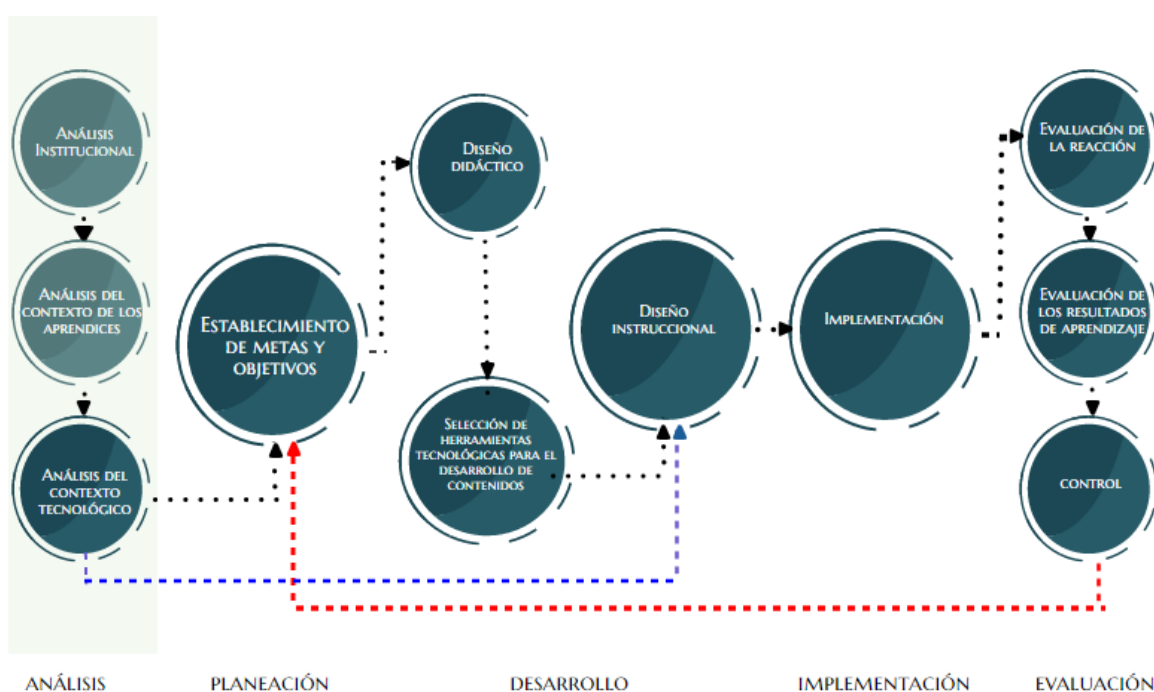 ANÁLISIS
INSTITUCIONAL
ANÁLISIS DEL
CONTEXTO DE LOS
APRENDICES
ANÁLISIS DEL
CONTEXTO
TECNOLÓGICO
ESTABLECIMIENTO
DE METAS Y
OBJETIVOS
DISEÑO
DIDÁCTICO
SELECCIÓN DE
HERRAMIENTAS
TECNOLÓGICAS PARA EL
DESARROLLO DE
CONTENIDOS
DISEÑO
INSTRUCCIONAL
IMPLEMENTACIÓN
EVALUACIÓN DE
LA REACCIÓN
EVALUACIÓN DE
LOS RESULTADOS
DE APRENDIZAJE
CONTROL
ANÁLISIS
PLANEACIÓN
DESARROLLO
IMPLEMENTACIÓN
EVALUACIÓN